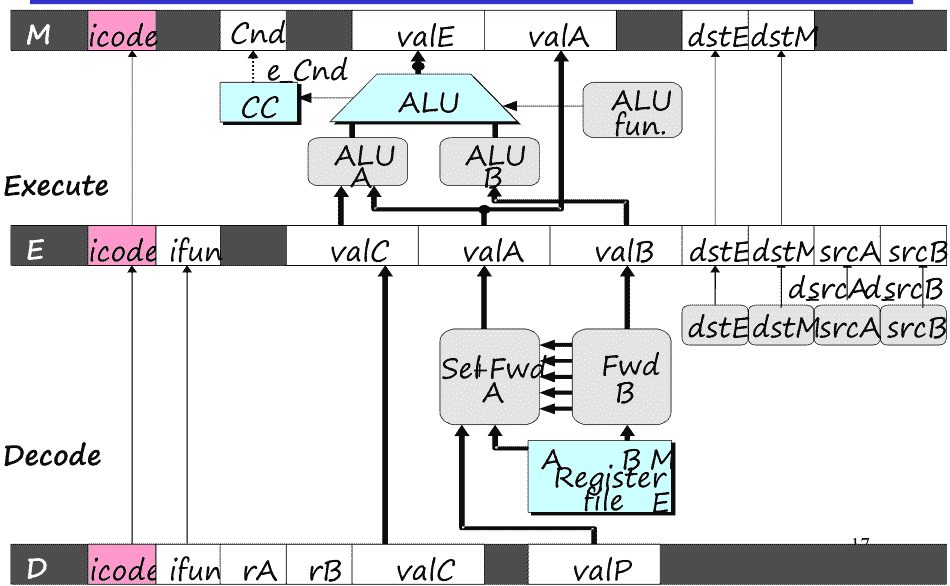 M icode Cnd valE valA dstE dstM
e_Cnd
CC
ALU
ALU
fun.
ALU
A
ALU
B
Execute
E icode ifun valC valA valB dstE dstM srcA srcB
d_srcA d_srcB
dstE dstM srcA srcB
Sel+Fwd
A
Fwd
B
Decode
A B M
Register
file E
17
D icode ifun rA rB valC valP